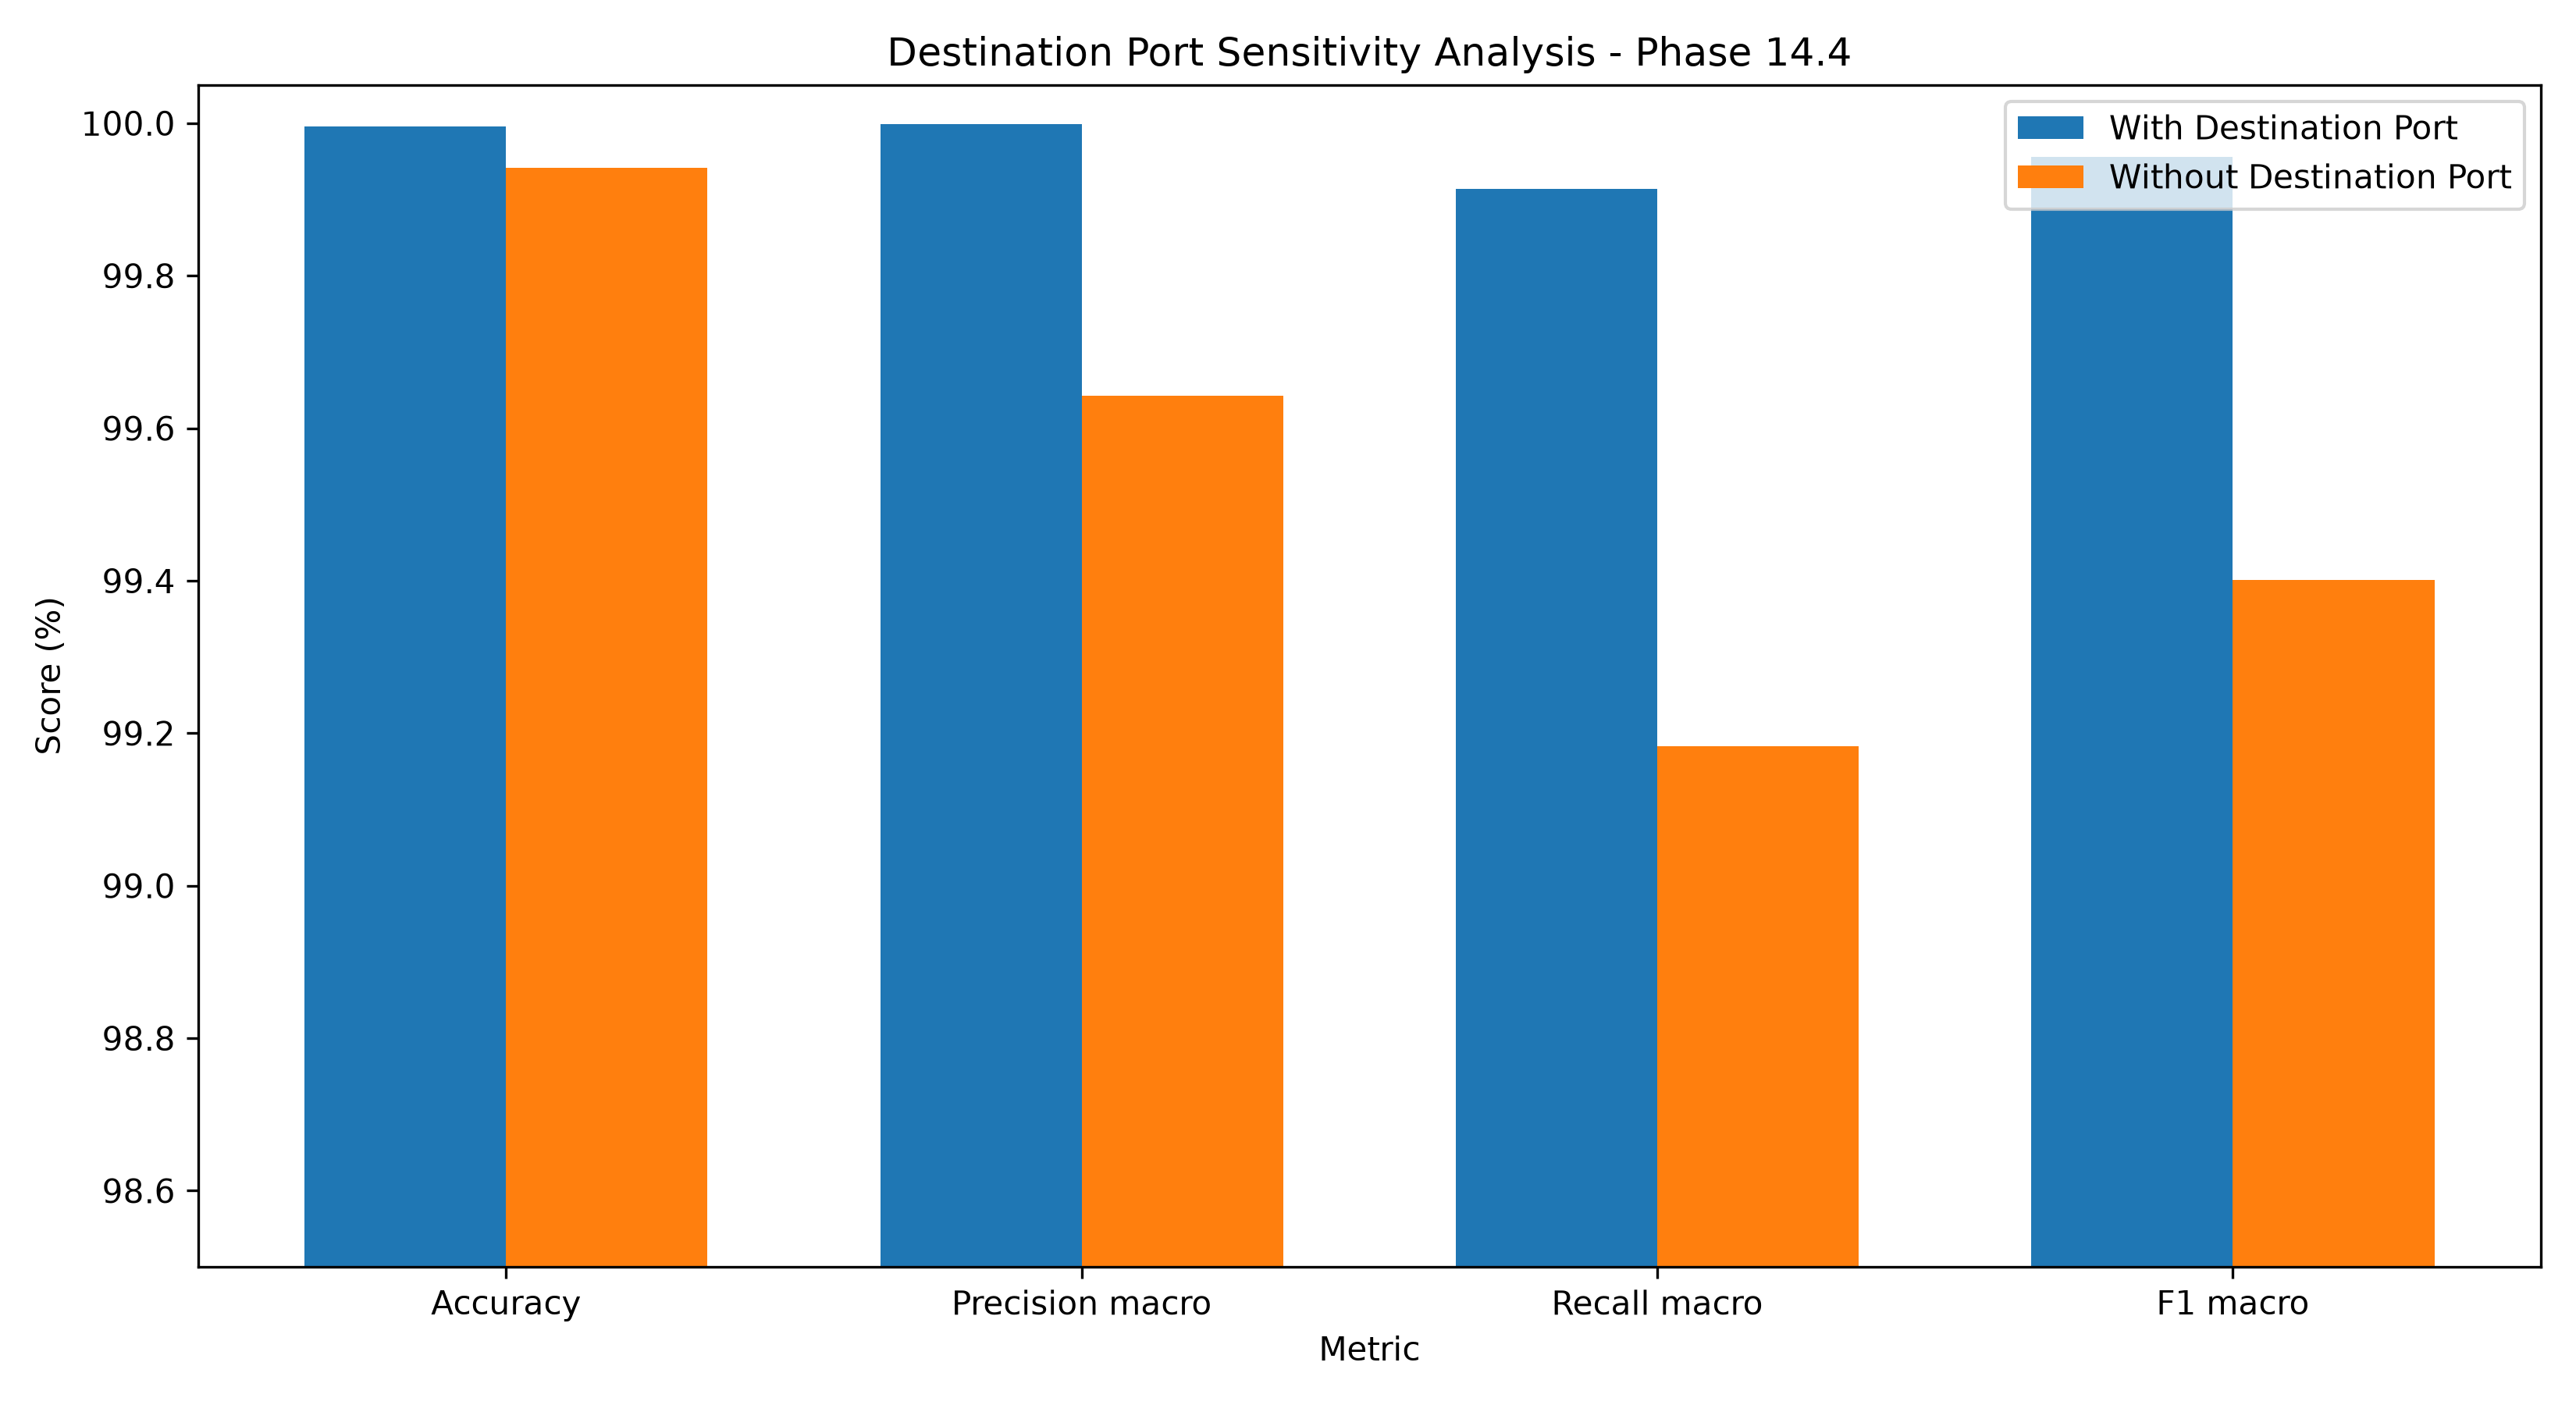 Destination Port Sensitivity Analysis - Phase 14.4
With Destination Port
Without Destination Port
Score (%)
100.0
99.8
99.6
99.4
99.2
99.0
98.8
98.6
Accuracy
Precision macro
Recall macro
F1 macro
Metric